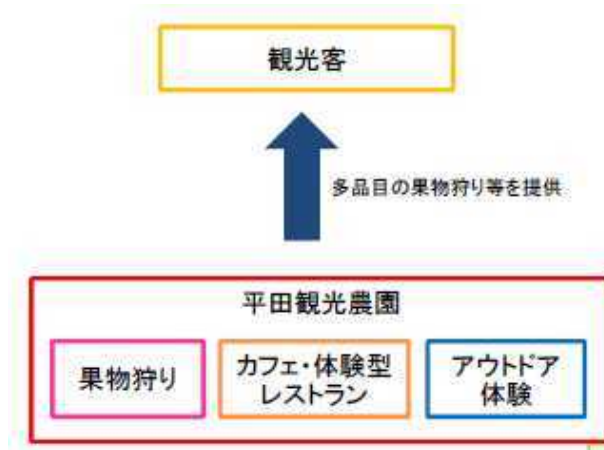 観光客
多品目の果物狩り等を提供
平田観光農園
果物狩り
カフェ・体験型
レストラン
アウトドア
体験